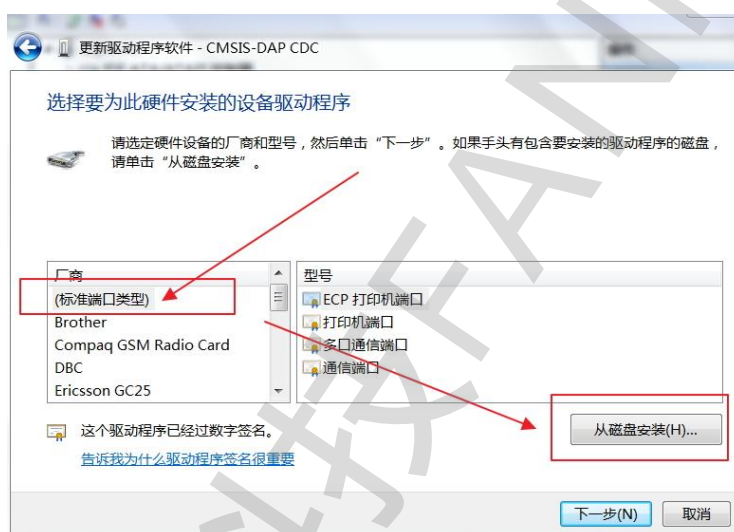 更新驱动程序软件 - CMSIS-DAP CDC
选择要为此硬件安装的设备驱动程序
请选定硬件设备的厂商和型号，然后单击“下一步”。如果手头有包含要安装的驱动程序的磁盘，
请单击“从磁盘安装”。
厂商
(标准端口类型)
Brother
Compaq GSM Radio Card
DBC
Ericsson GC25
型号
ECP 打印机端口
打印机端口
多口通信端口
通信端口
这个驱动程序已经过数字签名。
告诉我为什么驱动程序签名很重要
从磁盘安装(H)...
下一步(N)
取消
技FAN